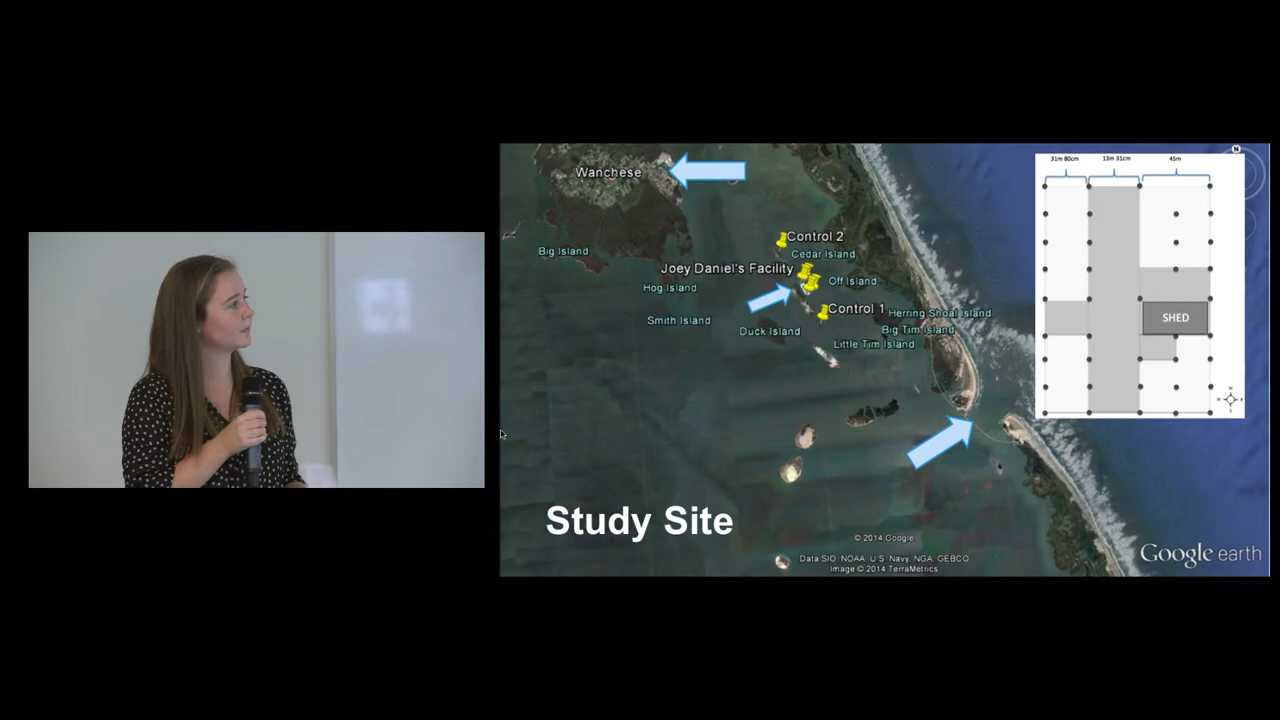 N
31m 80cm 13m 31cm 45m
Wanchese
Control 2
Big Island
Cedar Island
Joey Daniel's Facility
Off Island
Hog Island
Control 1
Herring Shoal Island
Smith Island
SHED
Duck Island
Big Tim Island
Little Tim Island
Study Site
© 2014 Google
Data SIO, NOAA, U.S. Navy, NGA, GEBCO
Image © 2014 TerraMetrics
Google earth